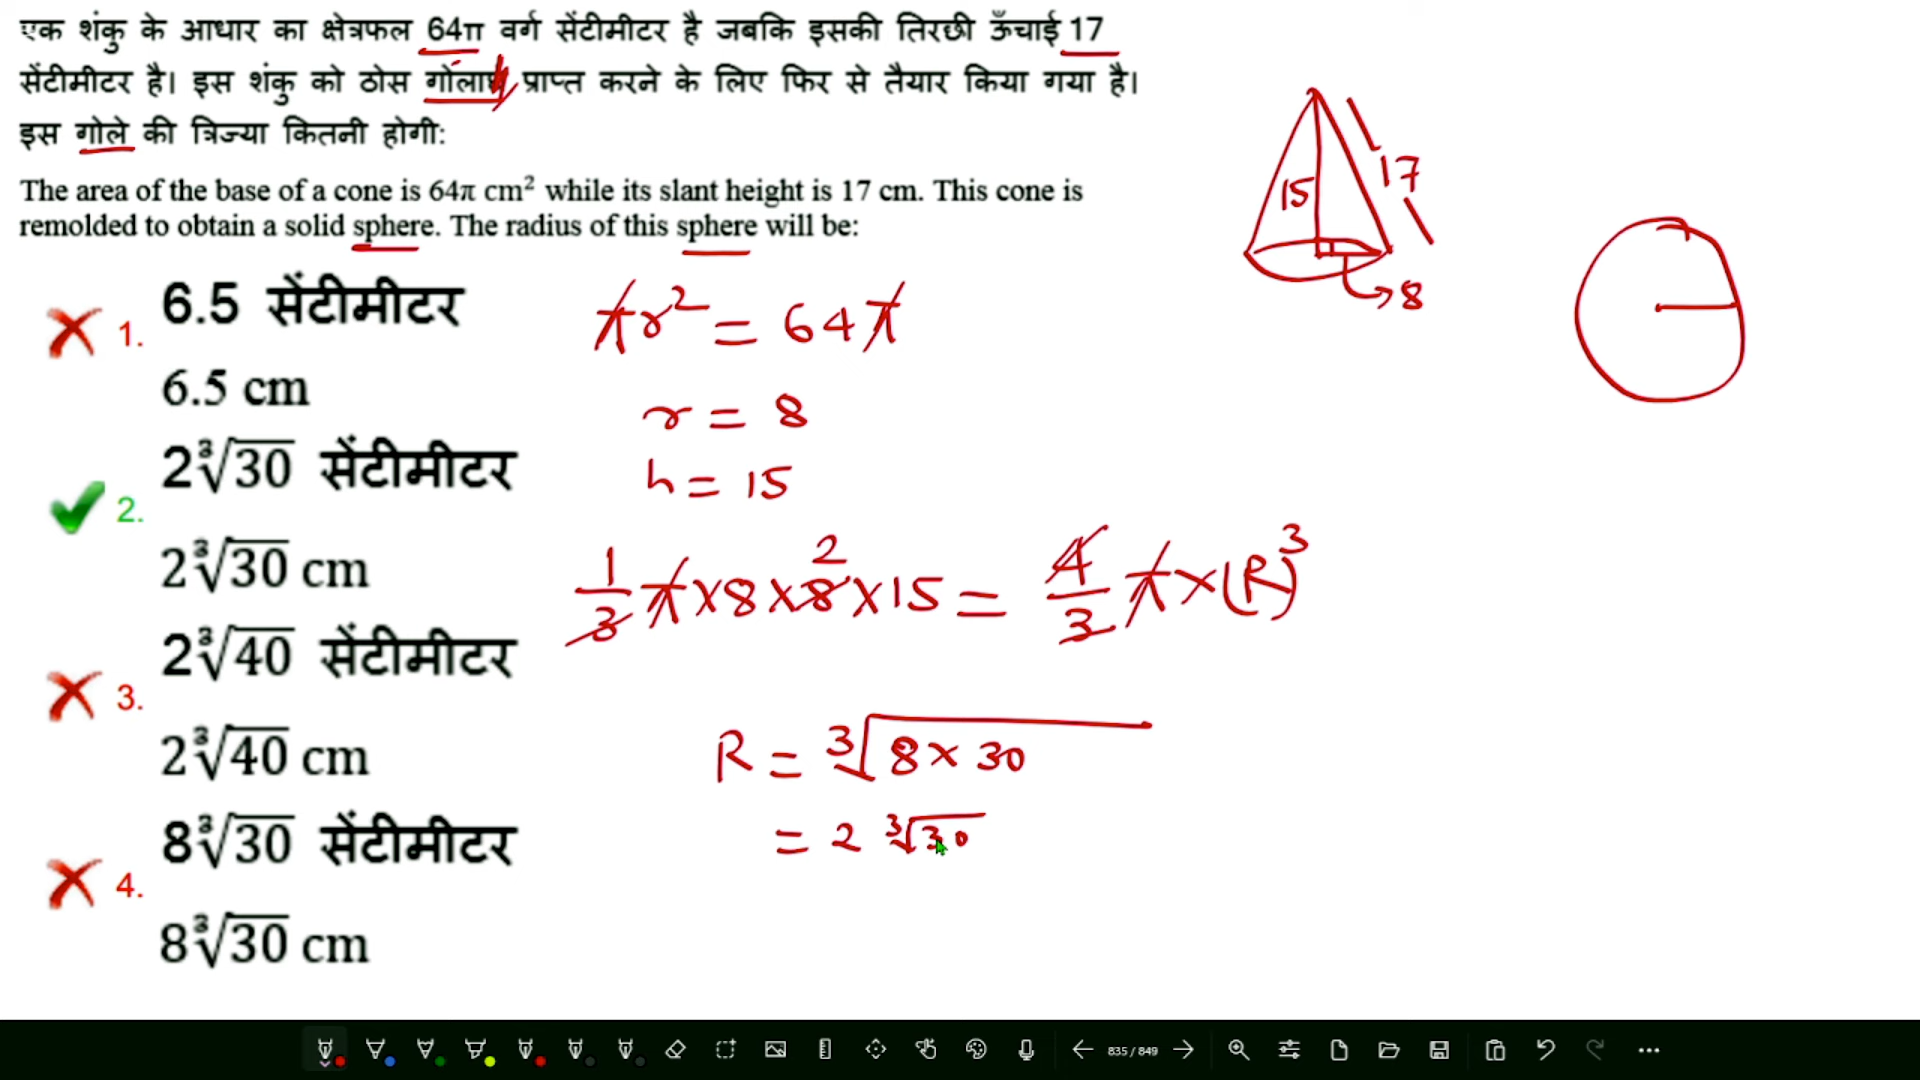 एक शंकु के आधार का क्षेत्रफल 64π वर्ग सेंटीमीटर है जबकि इसकी तिरछी ऊँचाई 17
सेंटीमीटर है। इस शंकु को ठोस गोला प्राप्त करने के लिए फिर से तैयार किया गया है।
इस गोले की त्रिज्या कितनी होगी:
The area of the base of a cone is 64π cm² while its slant height is 17 cm. This cone is
remolded to obtain a solid sphere. The radius of this sphere will be:
1. 6.5 सेंटीमीटर
6.5 cm
2. 2∛30 सेंटीमीटर
2∛30 cm
3. 2∛40 सेंटीमीटर
2∛40 cm
4. 8∛30 सेंटीमीटर
8∛30 cm
πr² = 64π
r = 8
h = 15
2
1/3 π × 8 × 8 × 15 = 4/3 π × (R)³
R = ∛8 × 30
= 2 ∛30
15
17
8
835 / 849